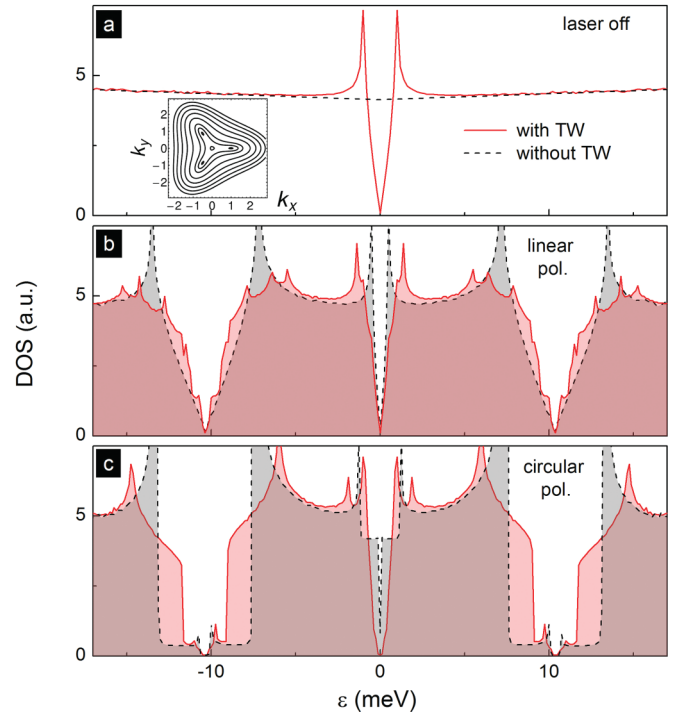 a
laser off
5
0
with TW
without TW
k_y
2
1
0
-1
-2
-2 -1 0 1 2
k_x
b
linear
pol.
5
0
c
circular
pol.
5
0
DOS (a.u.)
-10 0 10
ε (meV)